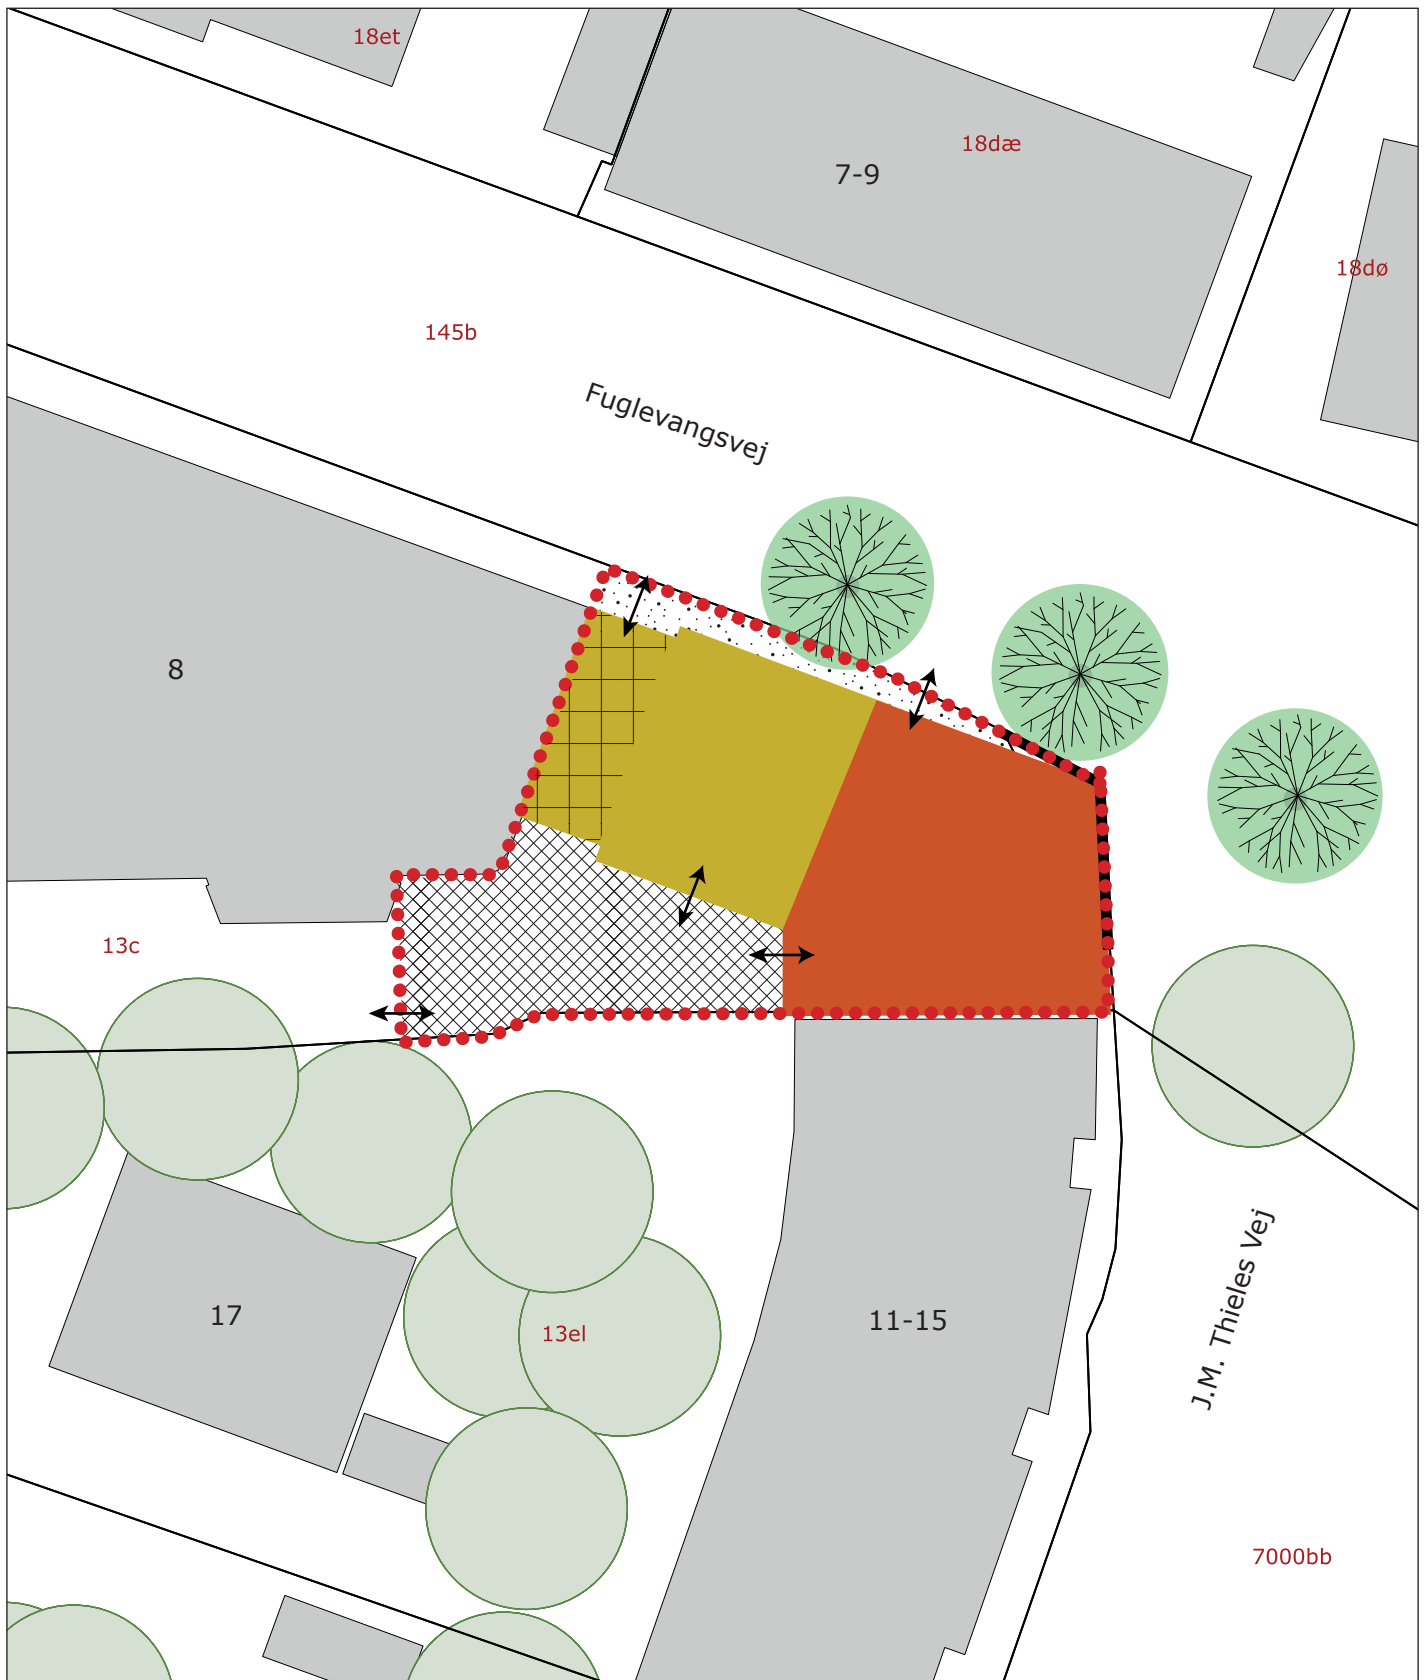 18et
18dæ
7-9
18dø
145b
Fuglevangsvej
8
13c
J.M. Thieles Vej
17
11-15
13el
7000bb